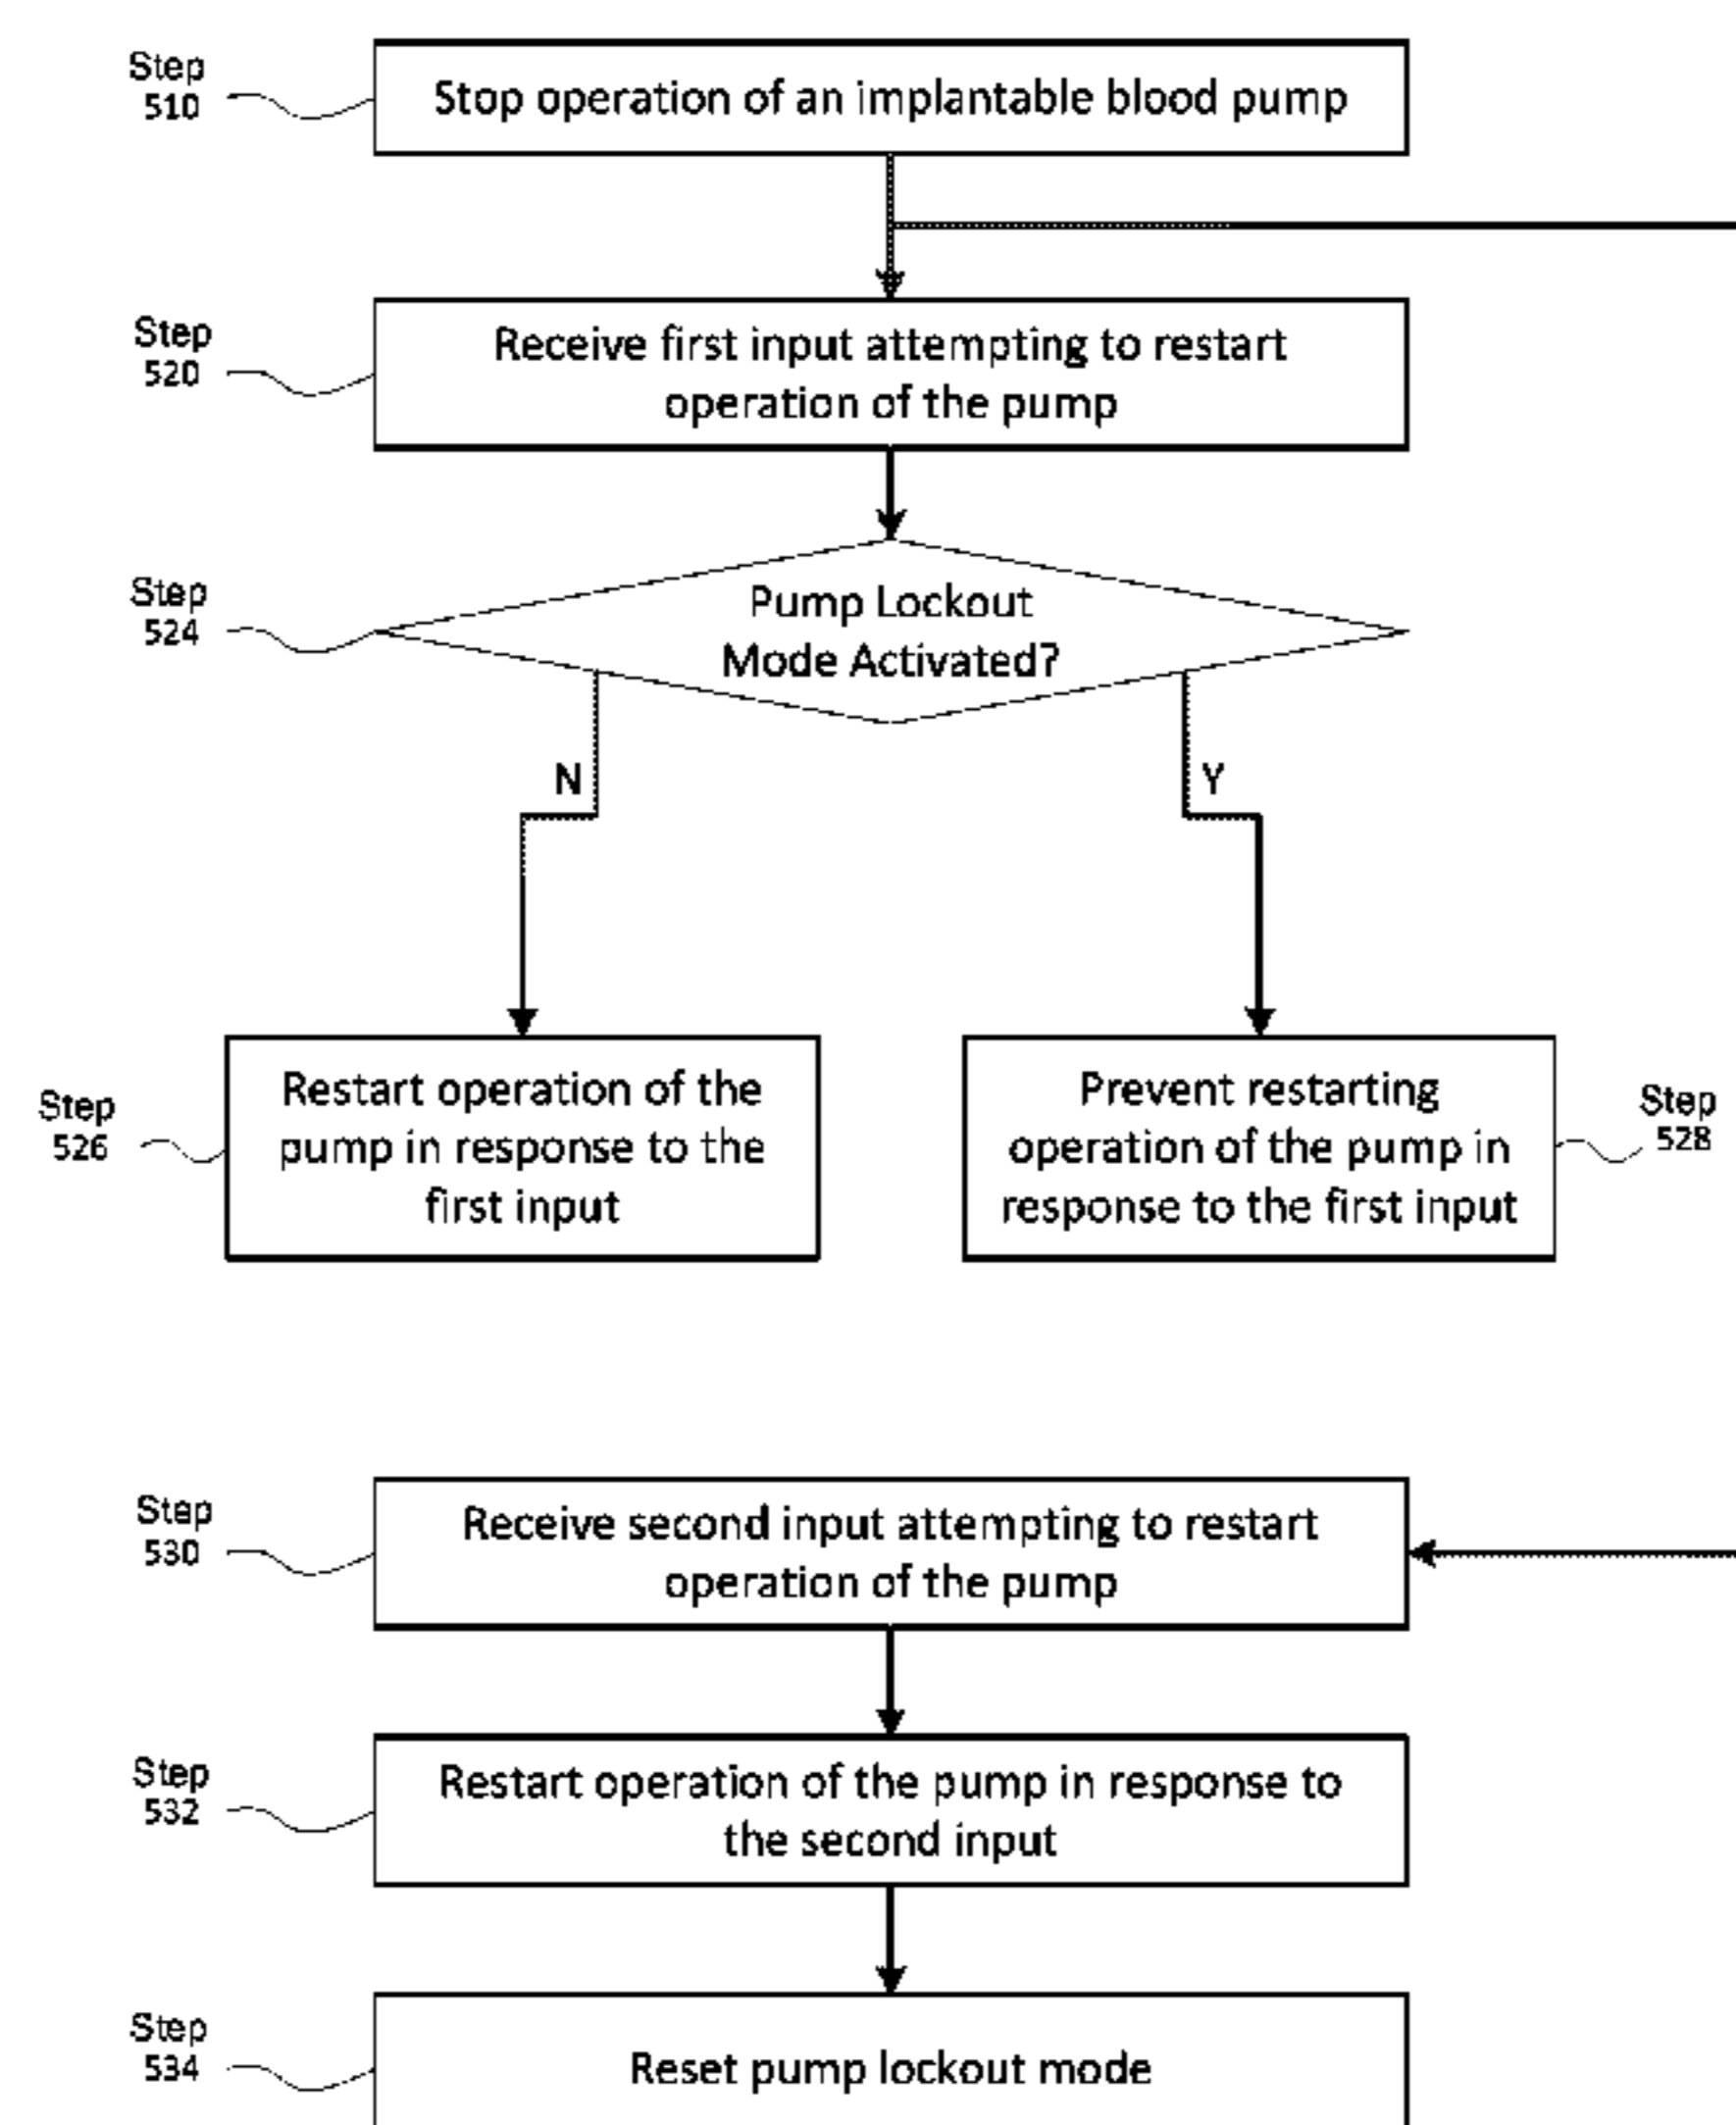 Step
510
Stop operation of an implantable blood pump
Step
520
Receive first input attempting to restart
operation of the pump
Step
524
Pump Lockout
Mode Activated?
N
Y
Step
526
Restart operation of the
pump in response to the
first input
Prevent restarting
operation of the pump in
response to the first input
Step
528
Step
530
Receive second input attempting to restart
operation of the pump
Step
532
Restart operation of the pump in response to
the second input
Step
534
Reset pump lockout mode